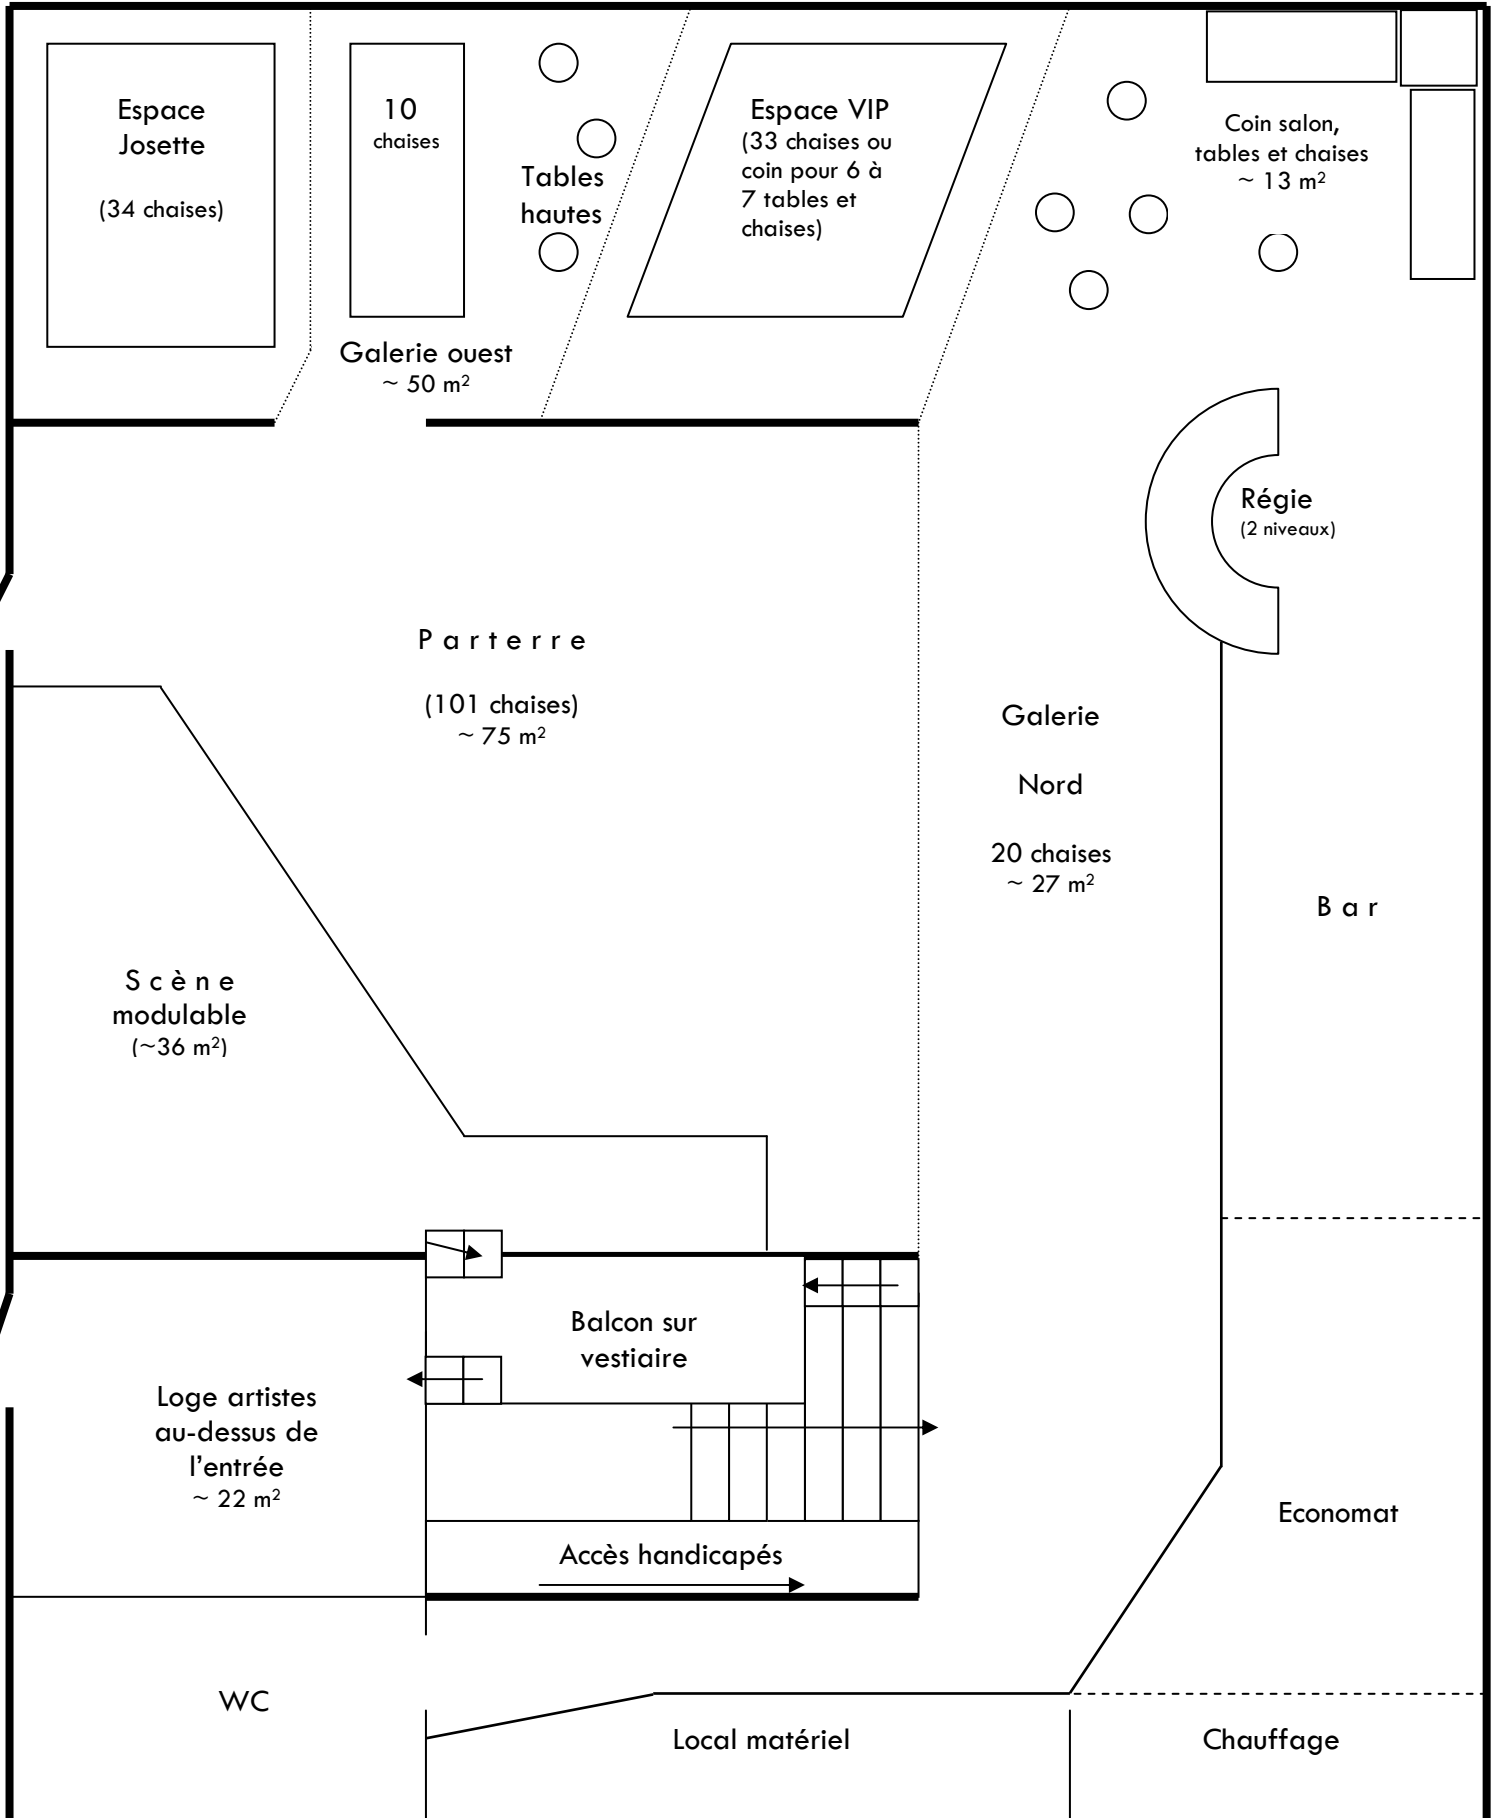 Espace
Josette
(34 chaises)
10
chaises
Tables
hautes
Espace VIP
(33 chaises ou
coin pour 6 à
7 tables et
chaises)
Coin salon,
tables et chaises
~ 13 m²
Galerie ouest
~ 50 m²
Régie
(2 niveaux)
Parterre
(101 chaises)
~ 75 m²
Galerie
Nord
20 chaises
~ 27 m²
Bar
Scène
modulable
(~36 m²)
Balcon sur
vestiaire
Loge artistes
au-dessus de
l’entrée
~ 22 m²
Economat
Accès handicapés
WC
Local matériel
Chauffage